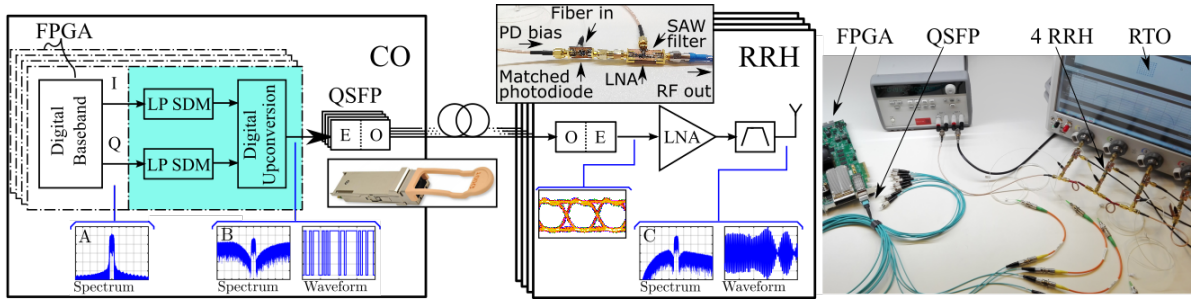 FPGA
CO
Digital
Baseband
I
Q
LP SDM
LP SDM
Digital
Upconversion
QSFP
E
O
A
Spectrum
B
Spectrum
Waveform
Fiber in
PD bias
SAW
filter
Matched
photodiode
LNA
RF out
RRH
O
E
LNA
C
Spectrum
Waveform
FPGA
QSFP
4 RRH
RTO